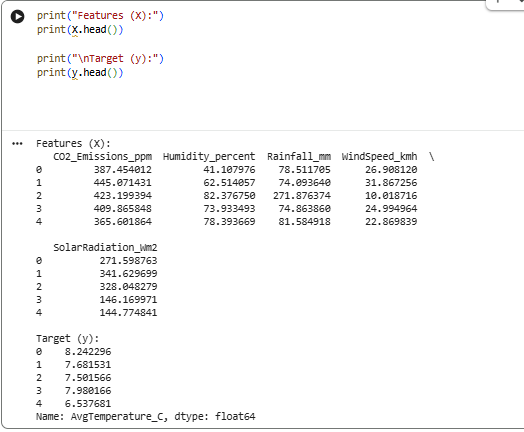 print("Features (X):")
print(X.head())
print("\nTarget (y):")
print(y.head())
Features (X):
CO2_Emissions_ppm Humidity_percent Rainfall_mm WindSpeed_kmh \
0 387.454012 41.107976 78.511705 26.908120
1 445.071431 62.514057 74.093640 31.867256
2 423.199394 82.376750 271.876374 10.018716
3 409.865848 73.933493 74.863860 24.994964
4 365.601864 78.393669 81.584918 22.869839
SolarRadiation_Wm2
0 271.598763
1 341.629699
2 328.048279
3 146.169971
4 144.774841
Target (y):
0 8.242296
1 7.681531
2 7.501566
3 7.980166
4 6.537681
Name: AvgTemperature_C, dtype: float64